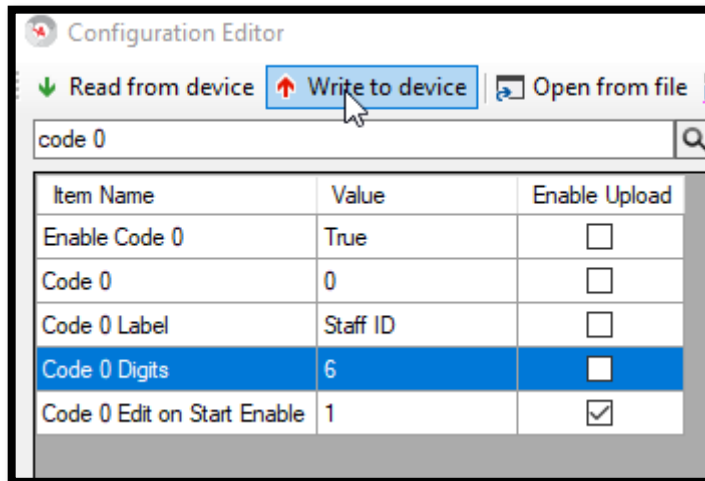 Configuration Editor
Read from device Write to device Open from file
code 0
Item Name Value Enable Upload
Enable Code 0 True
Code 0 0
Code 0 Label Staff ID
Code 0 Digits 6
Code 0 Edit on Start Enable 1